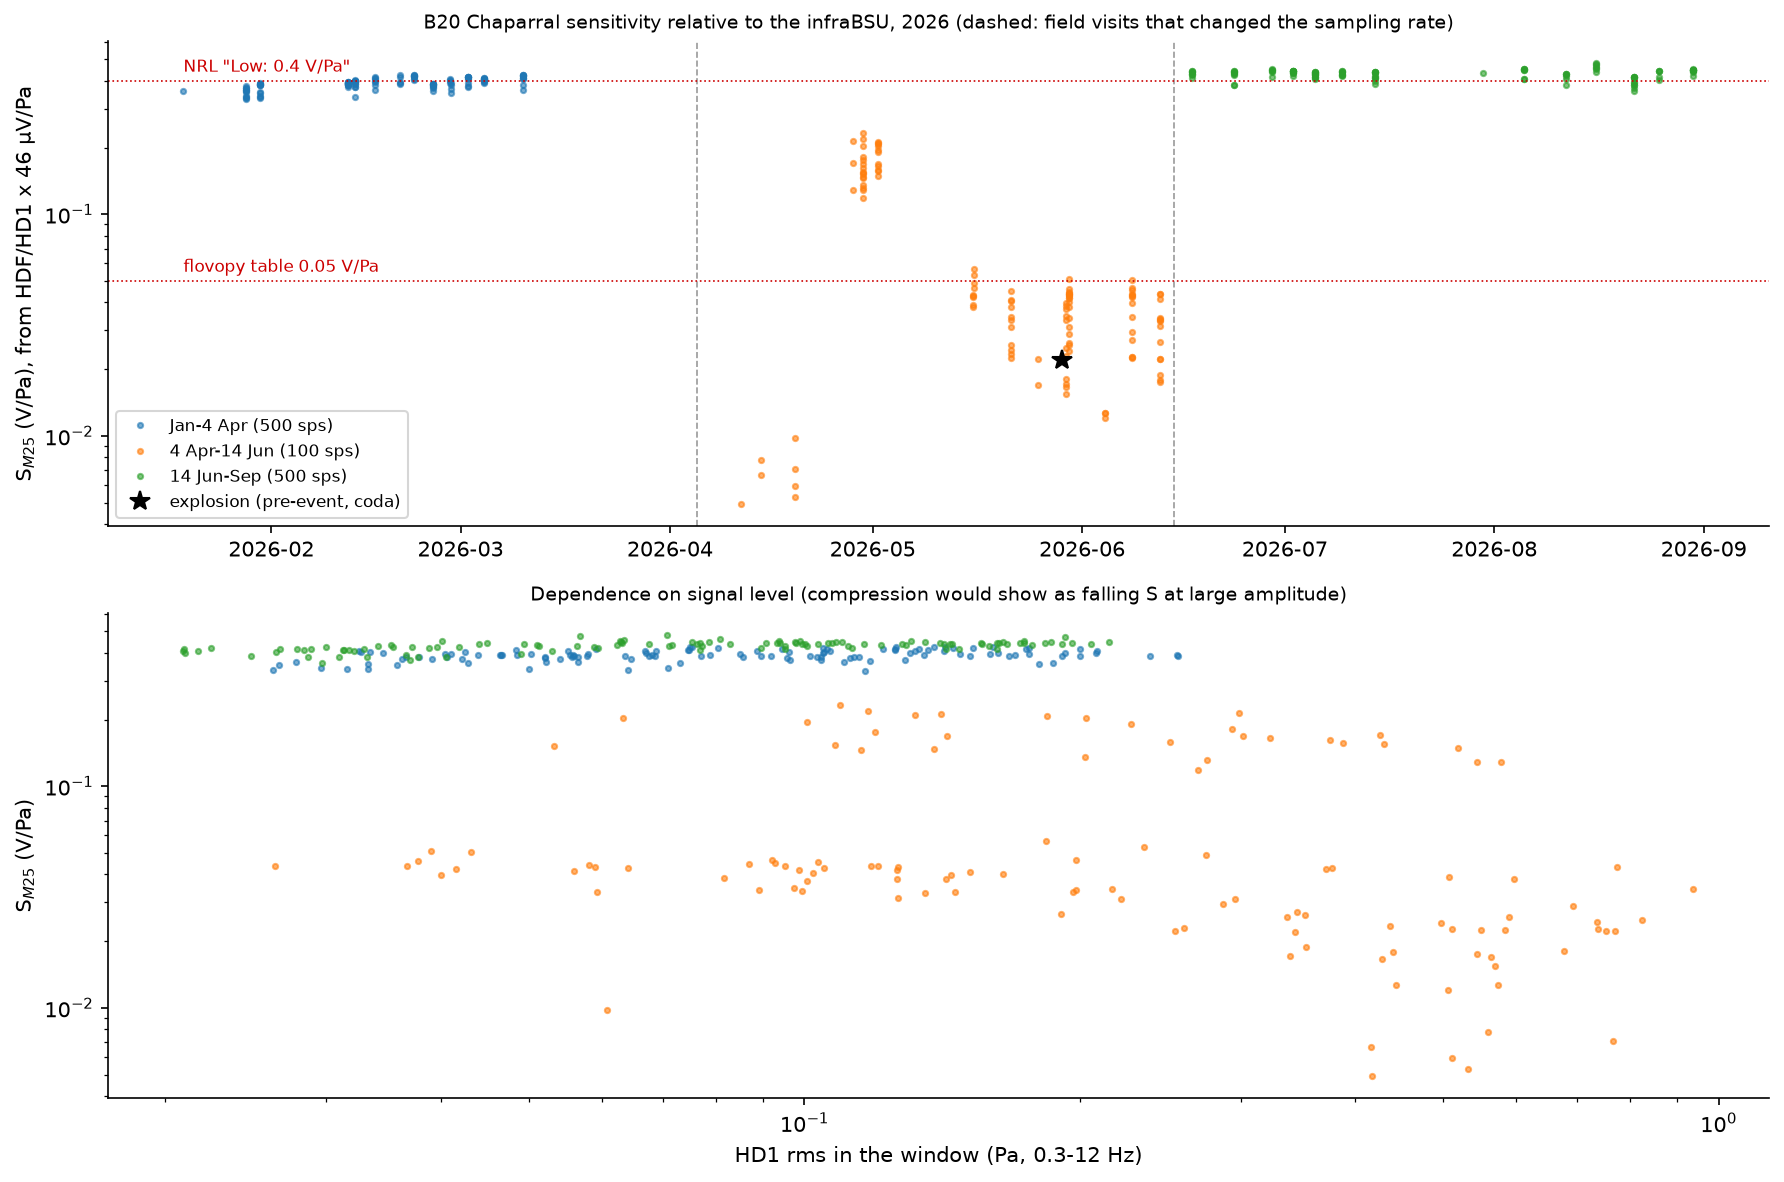 B20 Chaparral sensitivity relative to the infraBSU, 2026 (dashed: field visits that changed the sampling rate)
S_M25 (V/Pa), from HDF/HD1 x 46 µV/Pa
NRL "Low: 0.4 V/Pa"
10^−1
flovopy table 0.05 V/Pa
10^−2
Jan-4 Apr (500 sps)
4 Apr-14 Jun (100 sps)
14 Jun-Sep (500 sps)
explosion (pre-event, coda)
2026-02 2026-03 2026-04 2026-05 2026-06 2026-07 2026-08 2026-09
Dependence on signal level (compression would show as falling S at large amplitude)
S_M25 (V/Pa)
10^−1
10^−2
10^−1 10^0
HD1 rms in the window (Pa, 0.3-12 Hz)